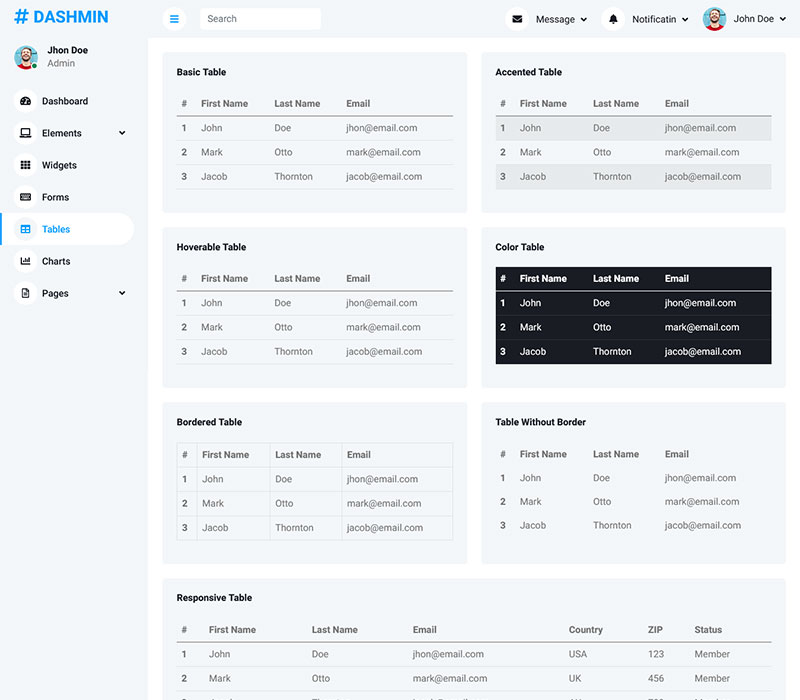 # DASHMIN
Search
Message
Notificatin
John Doe
Jhon Doe
Admin
Dashboard
Elements
Widgets
Forms
Tables
Charts
Pages
Basic Table
# First Name Last Name Email
1 John Doe jhon@email.com
2 Mark Otto mark@email.com
3 Jacob Thornton jacob@email.com
Accented Table
# First Name Last Name Email
1 John Doe jhon@email.com
2 Mark Otto mark@email.com
3 Jacob Thornton jacob@email.com
Hoverable Table
# First Name Last Name Email
1 John Doe jhon@email.com
2 Mark Otto mark@email.com
3 Jacob Thornton jacob@email.com
Color Table
# First Name Last Name Email
1 John Doe jhon@email.com
2 Mark Otto mark@email.com
3 Jacob Thornton jacob@email.com
Bordered Table
# First Name Last Name Email
1 John Doe jhon@email.com
2 Mark Otto mark@email.com
3 Jacob Thornton jacob@email.com
Table Without Border
# First Name Last Name Email
1 John Doe jhon@email.com
2 Mark Otto mark@email.com
3 Jacob Thornton jacob@email.com
Responsive Table
# First Name Last Name Email Country ZIP Status
1 John Doe jhon@email.com USA 123 Member
2 Mark Otto mark@email.com UK 456 Member